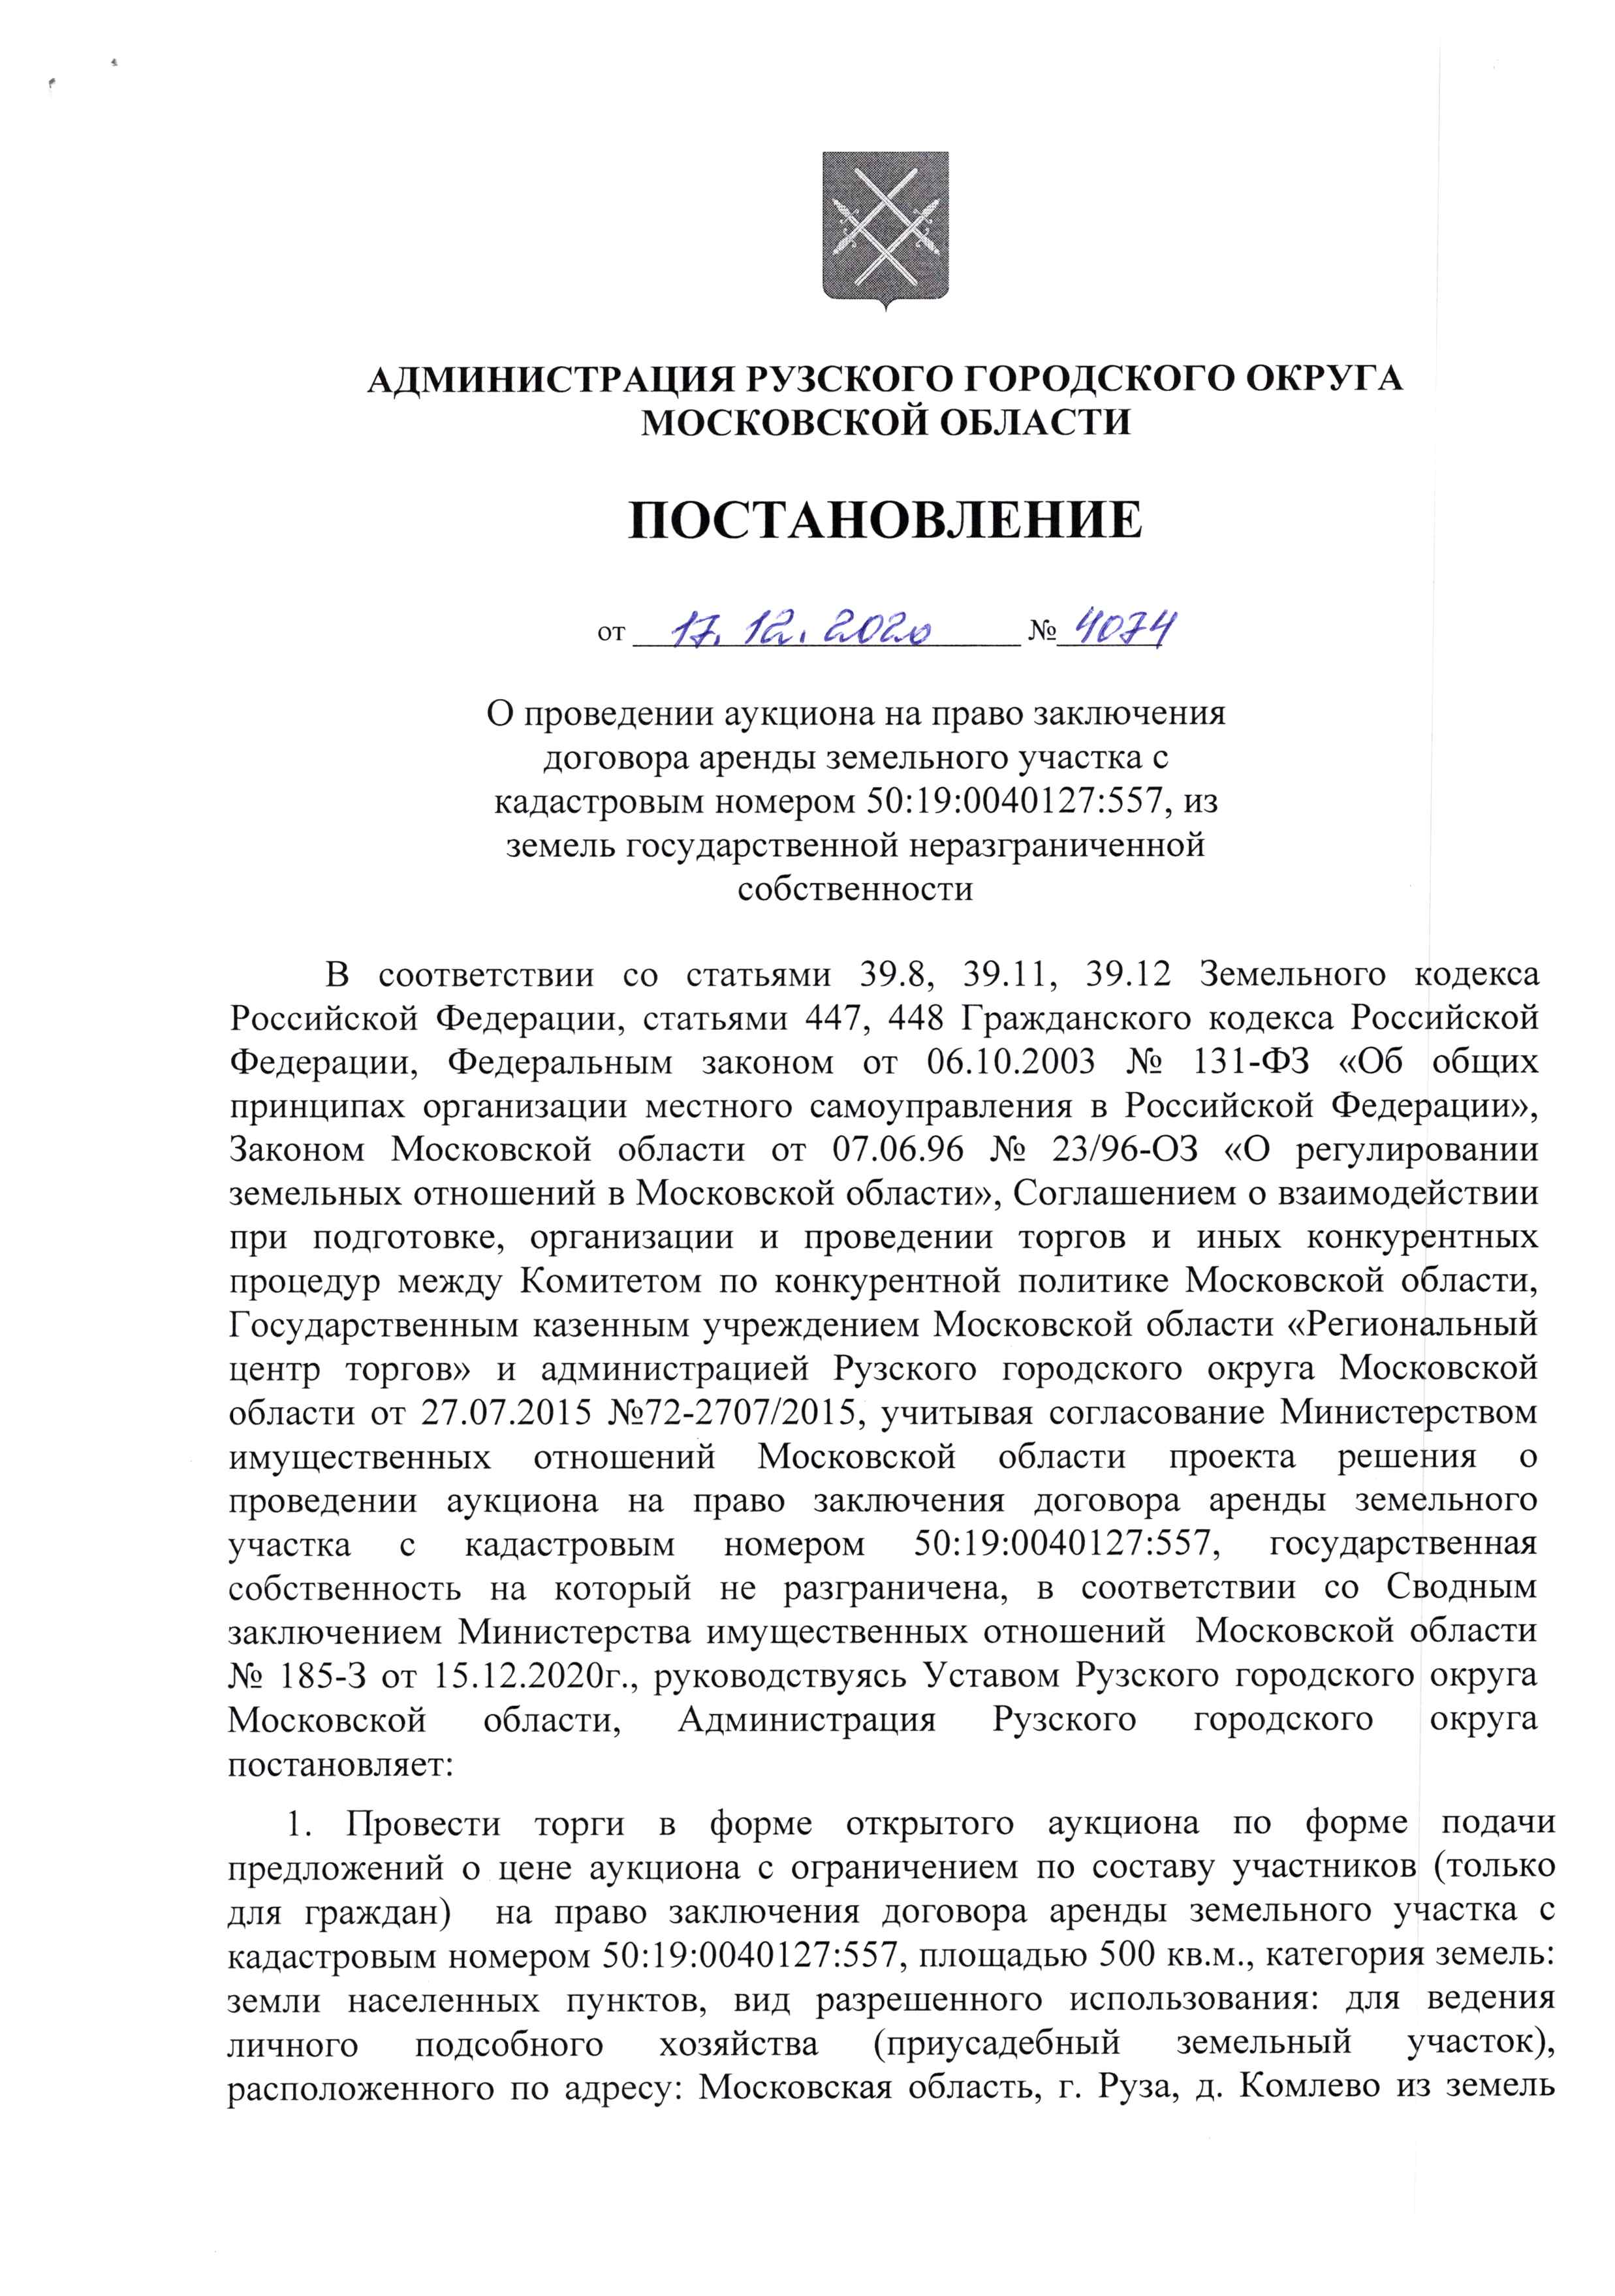 АДМИНИСТРАЦИЯ РУЗСКОГО ГОРОДСКОГО ОКРУГА
МОСКОВСКОЙ ОБЛАСТИ
ПОСТАНОВЛЕНИЕ
от 17.12.2020 № 4074
О проведении аукциона на право заключения
договора аренды земельного участка с
кадастровым номером 50:19:0040127:557, из
земель государственной неразграниченной
собственности
В соответствии со статьями 39.8, 39.11, 39.12 Земельного кодекса
Российской Федерации, статьями 447, 448 Гражданского кодекса Российской
Федерации, Федеральным законом от 06.10.2003 № 131-ФЗ «Об общих
принципах организации местного самоуправления в Российской Федерации»,
Законом Московской области от 07.06.96 № 23/96-ОЗ «О регулировании
земельных отношений в Московской области», Соглашением о взаимодействии
при подготовке, организации и проведении торгов и иных конкурентных
процедур между Комитетом по конкурентной политике Московской области,
Государственным казенным учреждением Московской области «Региональный
центр торгов» и администрацией Рузского городского округа Московской
области от 27.07.2015 №72-2707/2015, учитывая согласование Министерством
имущественных отношений Московской области проекта решения о
проведении аукциона на право заключения договора аренды земельного
участка с кадастровым номером 50:19:0040127:557, государственная
собственность на который не разграничена, в соответствии со Сводным
заключением Министерства имущественных отношений Московской области
№ 185-З от 15.12.2020г., руководствуясь Уставом Рузского городского округа
Московской области, Администрация Рузского городского округа
постановляет:
1. Провести торги в форме открытого аукциона по форме подачи
предложений о цене аукциона с ограничением по составу участников (только
для граждан) на право заключения договора аренды земельного участка с
кадастровым номером 50:19:0040127:557, площадью 500 кв.м., категория земель:
земли населенных пунктов, вид разрешенного использования: для ведения
личного подсобного хозяйства (приусадебный земельный участок),
расположенного по адресу: Московская область, г. Руза, д. Комлево из земель